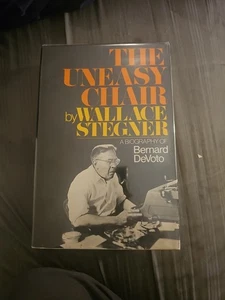 THE
UNEASY
CHAIR
by WALLACE
STEGNER
A BIOGRAPHY OF
Bernard
DeVoto